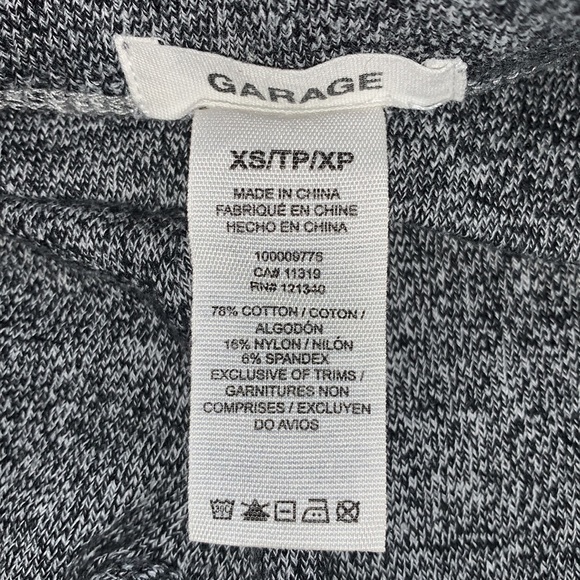 GARAGE
XS/TP/XP
MADE IN CHINA
FABRIQUÉ EN CHINE
HECHO EN CHINA
100009776
CA# 11319
RN# 121340
78% COTTON / COTON /
ALGODÓN
16% NYLON / NILÓN
6% SPANDEX
EXCLUSIVE OF TRIMS /
GARNITURES NON
COMPRISES / EXCLUYEN
DO AVIOS